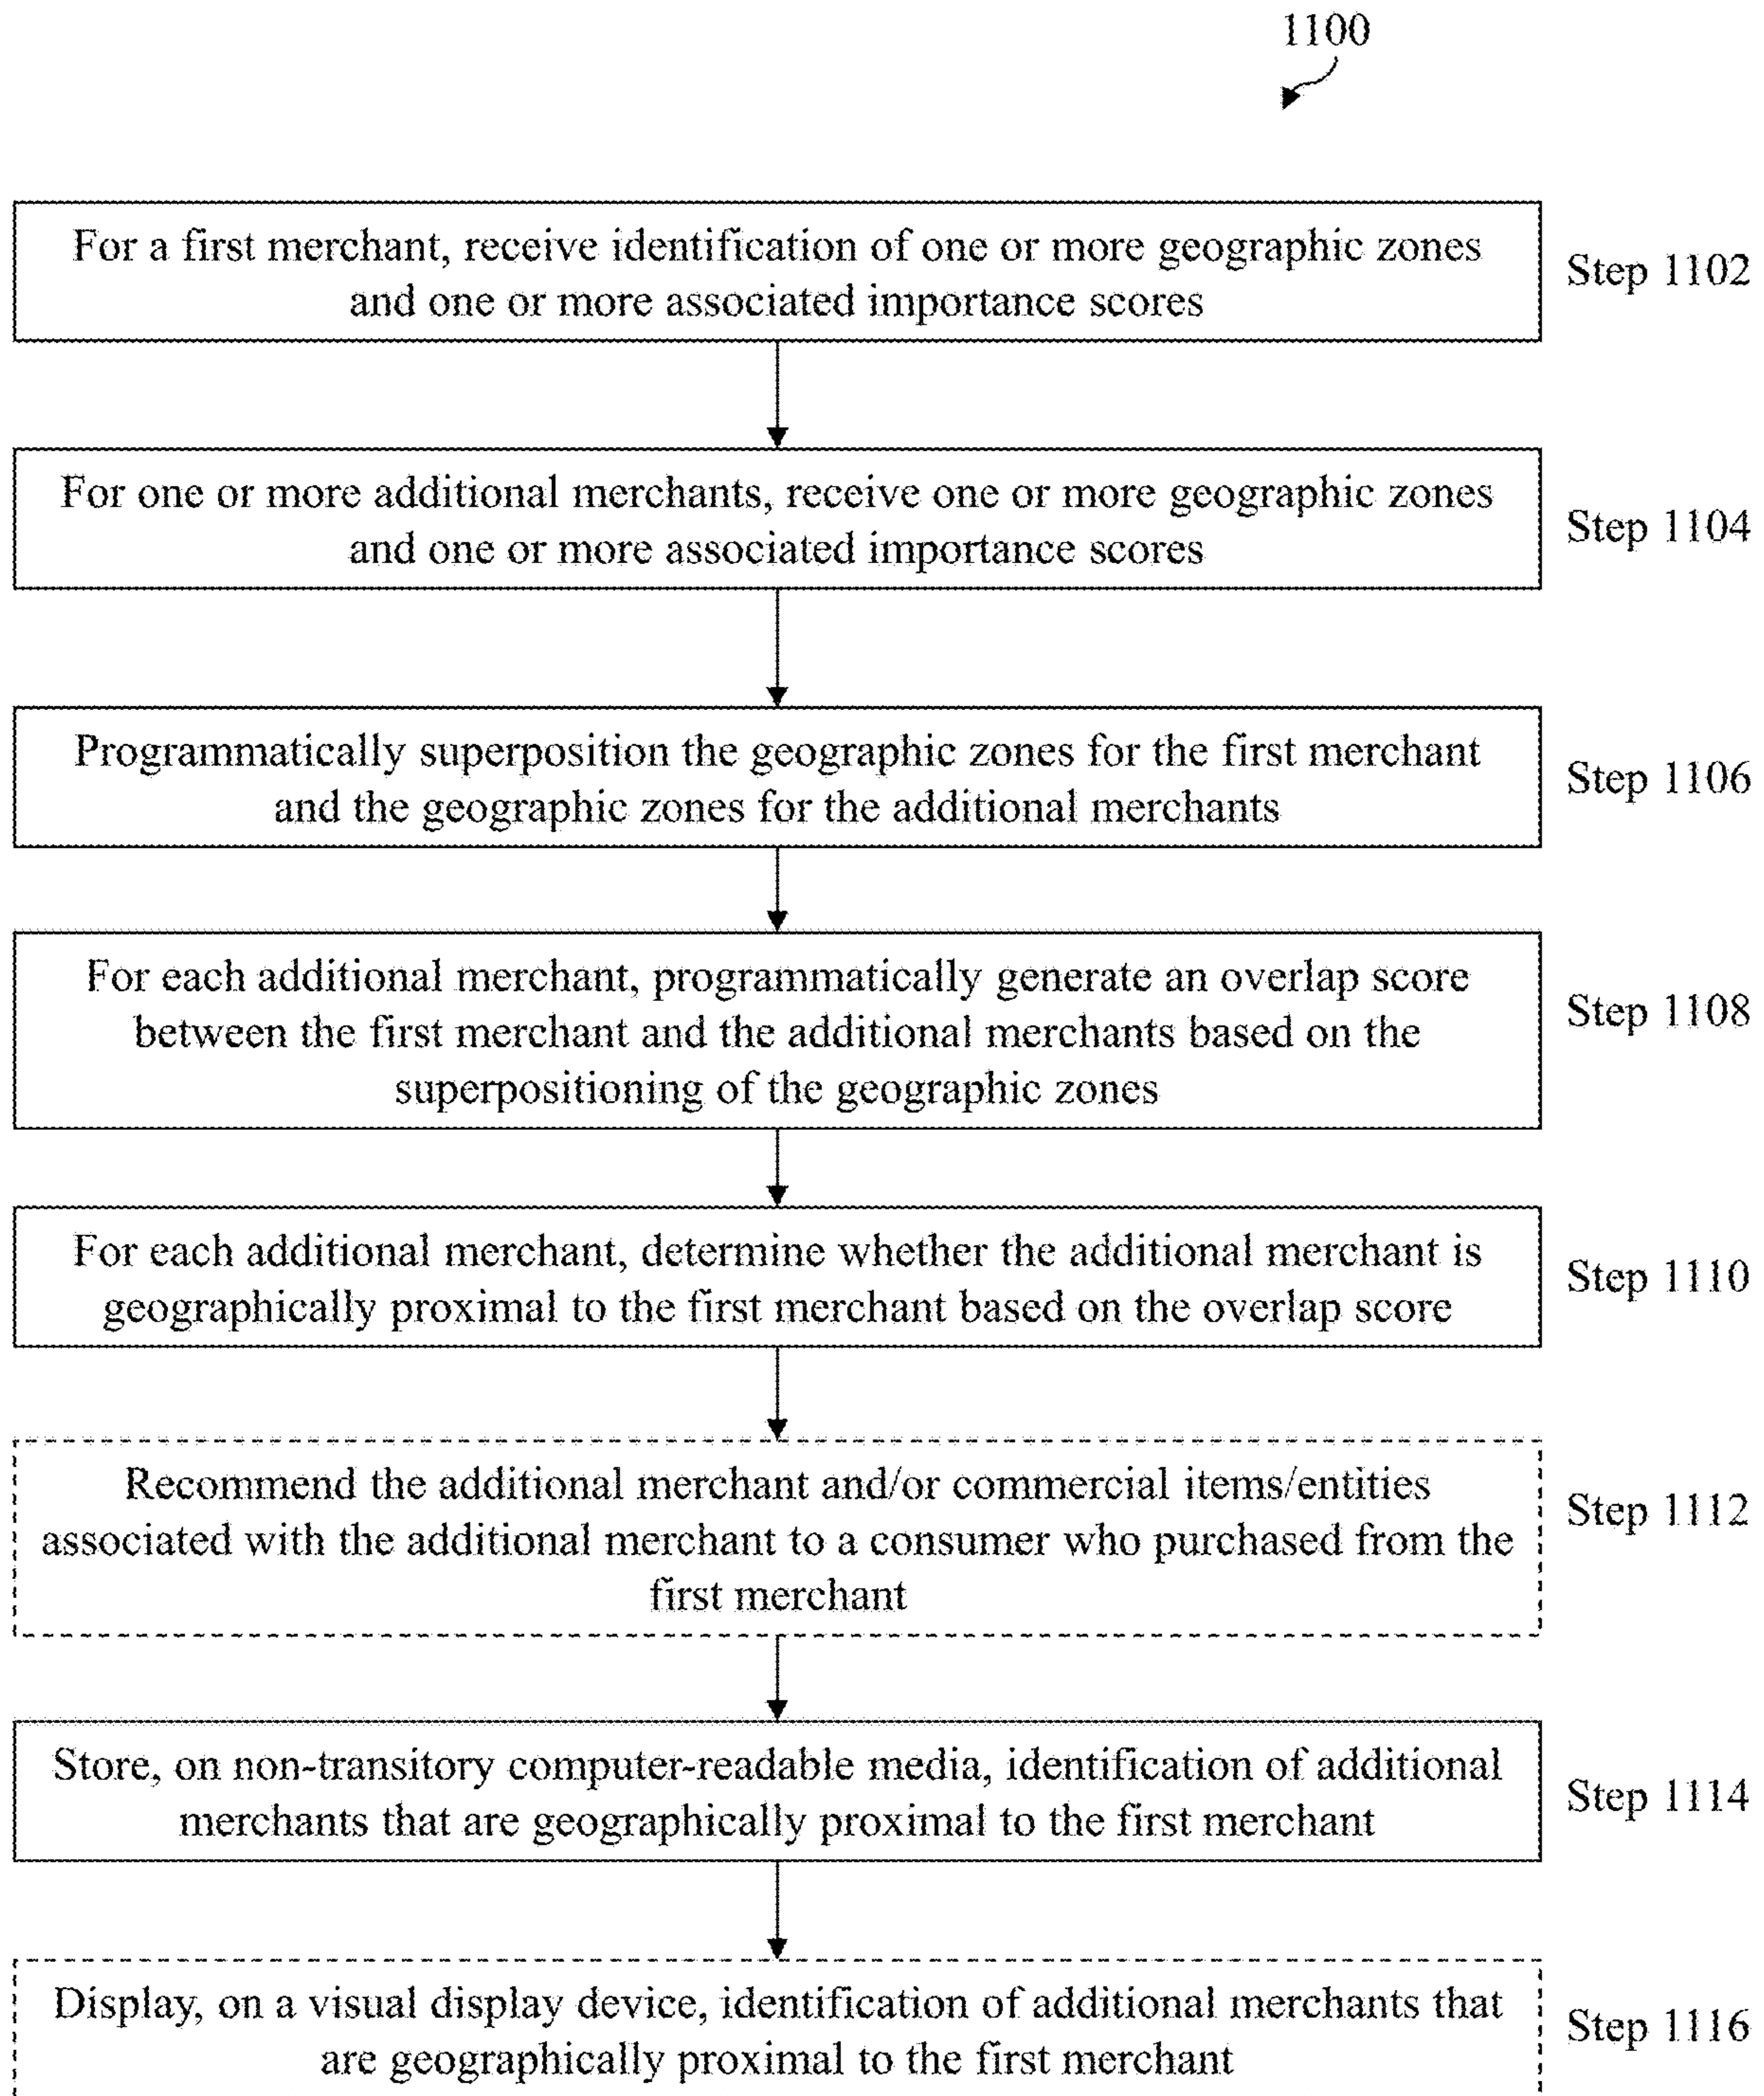 1100
For a first merchant, receive identification of one or more geographic zones
and one or more associated importance scores
Step 1102
For one or more additional merchants, receive one or more geographic zones
and one or more associated importance scores
Step 1104
Programmatically superposition the geographic zones for the first merchant
and the geographic zones for the additional merchants
Step 1106
For each additional merchant, programmatically generate an overlap score
between the first merchant and the additional merchants based on the
superpositioning of the geographic zones
Step 1108
For each additional merchant, determine whether the additional merchant is
geographically proximal to the first merchant based on the overlap score
Step 1110
Recommend the additional merchant and/or commercial items/entities
associated with the additional merchant to a consumer who purchased from the
first merchant
Step 1112
Store, on non-transitory computer-readable media, identification of additional
merchants that are geographically proximal to the first merchant
Step 1114
Display, on a visual display device, identification of additional merchants that
are geographically proximal to the first merchant
Step 1116